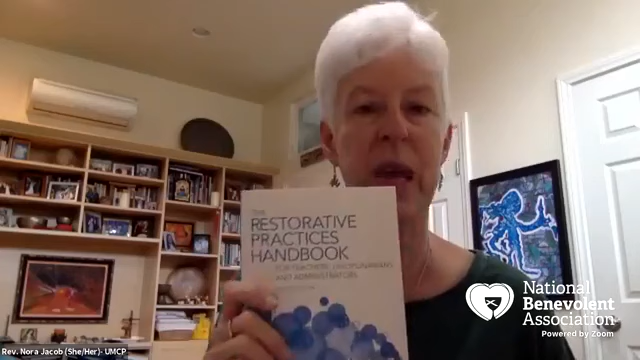 THE
RESTORATIVE
PRACTICES
HANDBOOK
FOR TEACHERS, DISCIPLINARIANS
AND ADMINISTRATORS
National
Benevolent
Association
Powered by Zoom
Rev. Nora Jacob (She/Her)- UMCP